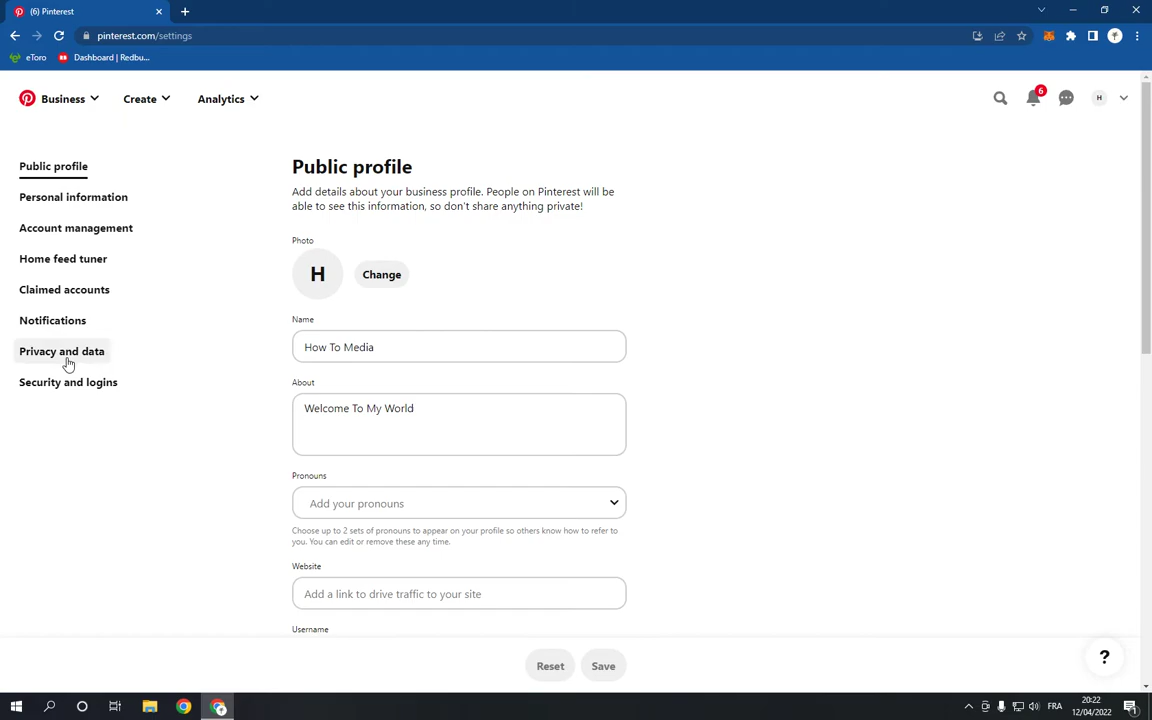 (6) Pinterest
pinterest.com/settings
eToro
Dashboard | Redbu...
Business
Create
Analytics
6
H
Public profile
Personal information
Account management
Home feed tuner
Claimed accounts
Notifications
Privacy and data
Security and logins
Public profile
Add details about your business profile. People on Pinterest will be
able to see this information, so don't share anything private!
Photo
H
Change
Name
How To Media
About
Welcome To My World
Pronouns
Add your pronouns
Choose up to 2 sets of pronouns to appear on your profile so others know how to refer to
you. You can edit or remove these any time.
Website
Add a link to drive traffic to your site
Username
Reset
Save
?
FRA
20:22
12/04/2022
1